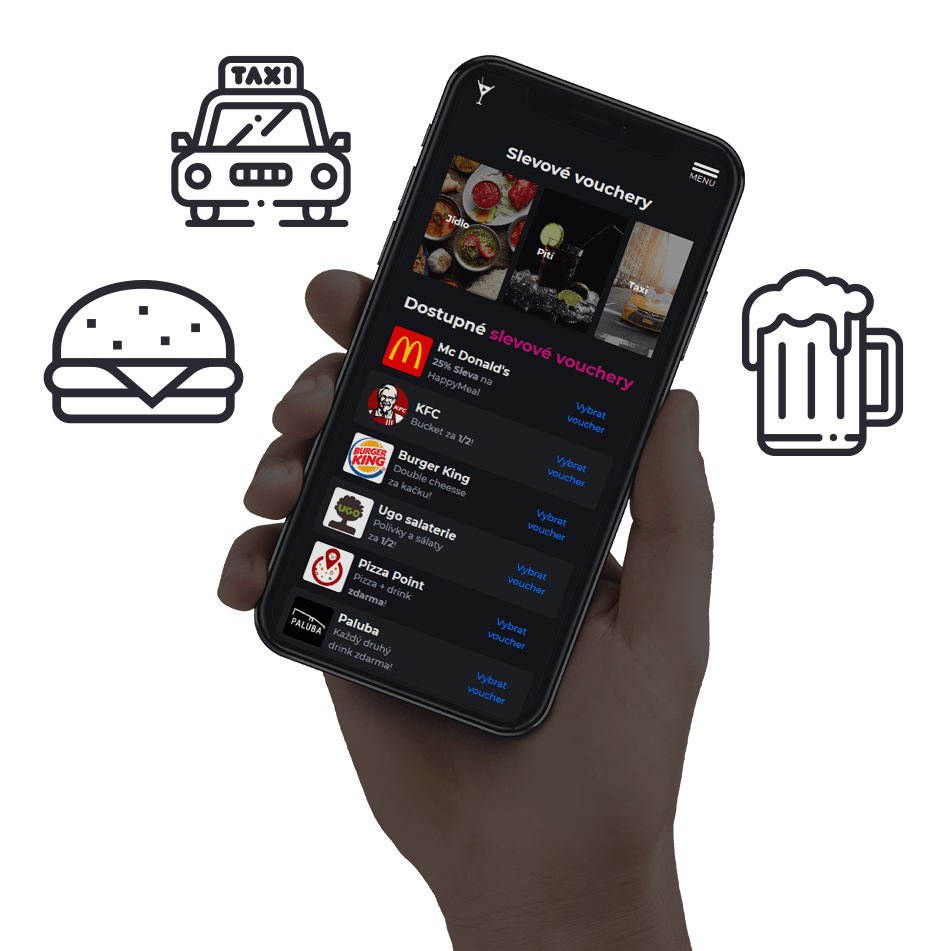 TAXI
MENU
Slevové vouchery
Jídlo
Pití
Taxi
Dostupné slevové vouchery
Mc Donald's
25% Sleva na
HappyMeal
Vybrat
voucher
KFC
KFC
Bucket za 1/2!
Vybrat
voucher
BURGER
KING
Burger King
Double cheesse
za kačku!
Vybrat
voucher
UGO
Ugo salaterie
Polívky a saláty
za 1/2!
Vybrat
voucher
Pizza Point
Pizza + drink
zdarma!
Vybrat
voucher
PALUBA
Paluba
Každý druhý
drink zdarma!
Vybrat
voucher